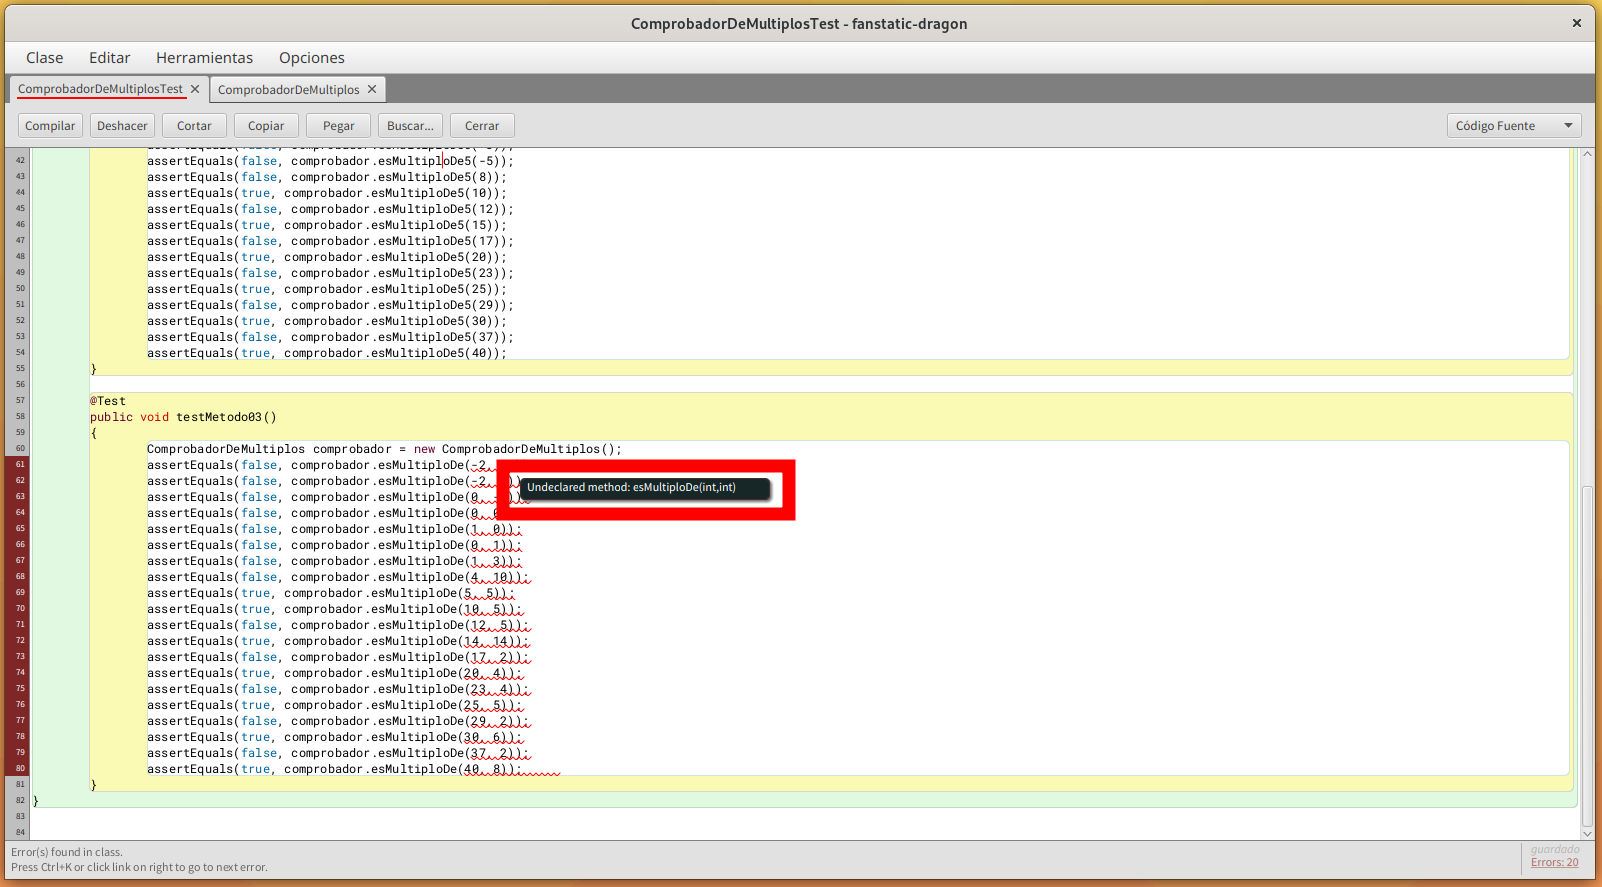 ComprobadorDeMultiplosTest - fanstatic-dragon
Clase Editar Herramientas Opciones
ComprobadorDeMultiplosTest ComprobadorDeMultiplos
Compilar Deshacer Cortar Copiar Pegar Buscar... Cerrar Código Fuente
42 assertEquals(false, comprobador.esMultiploDe5(-5));
43 assertEquals(false, comprobador.esMultiploDe5(8));
44 assertEquals(true, comprobador.esMultiploDe5(10));
45 assertEquals(false, comprobador.esMultiploDe5(12));
46 assertEquals(true, comprobador.esMultiploDe5(15));
47 assertEquals(false, comprobador.esMultiploDe5(17));
48 assertEquals(true, comprobador.esMultiploDe5(20));
49 assertEquals(false, comprobador.esMultiploDe5(23));
50 assertEquals(true, comprobador.esMultiploDe5(25));
51 assertEquals(false, comprobador.esMultiploDe5(29));
52 assertEquals(true, comprobador.esMultiploDe5(30));
53 assertEquals(false, comprobador.esMultiploDe5(37));
54 assertEquals(true, comprobador.esMultiploDe5(40));
55 }
56
57 @Test
58 public void testMetodo03()
59 {
60 ComprobadorDeMultiplos comprobador = new ComprobadorDeMultiplos();
61 assertEquals(false, comprobador.esMultiploDe(-2,
62 assertEquals(false, comprobador.esMultiploDe(-2,
Undeclared method: esMultiploDe(int,int)
63 assertEquals(false, comprobador.esMultiploDe(0,
64 assertEquals(false, comprobador.esMultiploDe(0,
65 assertEquals(false, comprobador.esMultiploDe(1, 0));
66 assertEquals(false, comprobador.esMultiploDe(0, 1));
67 assertEquals(false, comprobador.esMultiploDe(1, 3));
68 assertEquals(false, comprobador.esMultiploDe(4, 10));
69 assertEquals(true, comprobador.esMultiploDe(5, 5));
70 assertEquals(true, comprobador.esMultiploDe(10, 5));
71 assertEquals(false, comprobador.esMultiploDe(12, 5));
72 assertEquals(true, comprobador.esMultiploDe(14, 14));
73 assertEquals(false, comprobador.esMultiploDe(17, 2));
74 assertEquals(true, comprobador.esMultiploDe(20, 4));
75 assertEquals(false, comprobador.esMultiploDe(23, 4));
76 assertEquals(true, comprobador.esMultiploDe(25, 5));
77 assertEquals(false, comprobador.esMultiploDe(29, 2));
78 assertEquals(true, comprobador.esMultiploDe(30, 6));
79 assertEquals(false, comprobador.esMultiploDe(37, 2));
80 assertEquals(true, comprobador.esMultiploDe(40, 8));
81 }
82 }
83
84
Error(s) found in class.
Press Ctrl+K or click link on right to go to next error.
guardado
Errors: 20